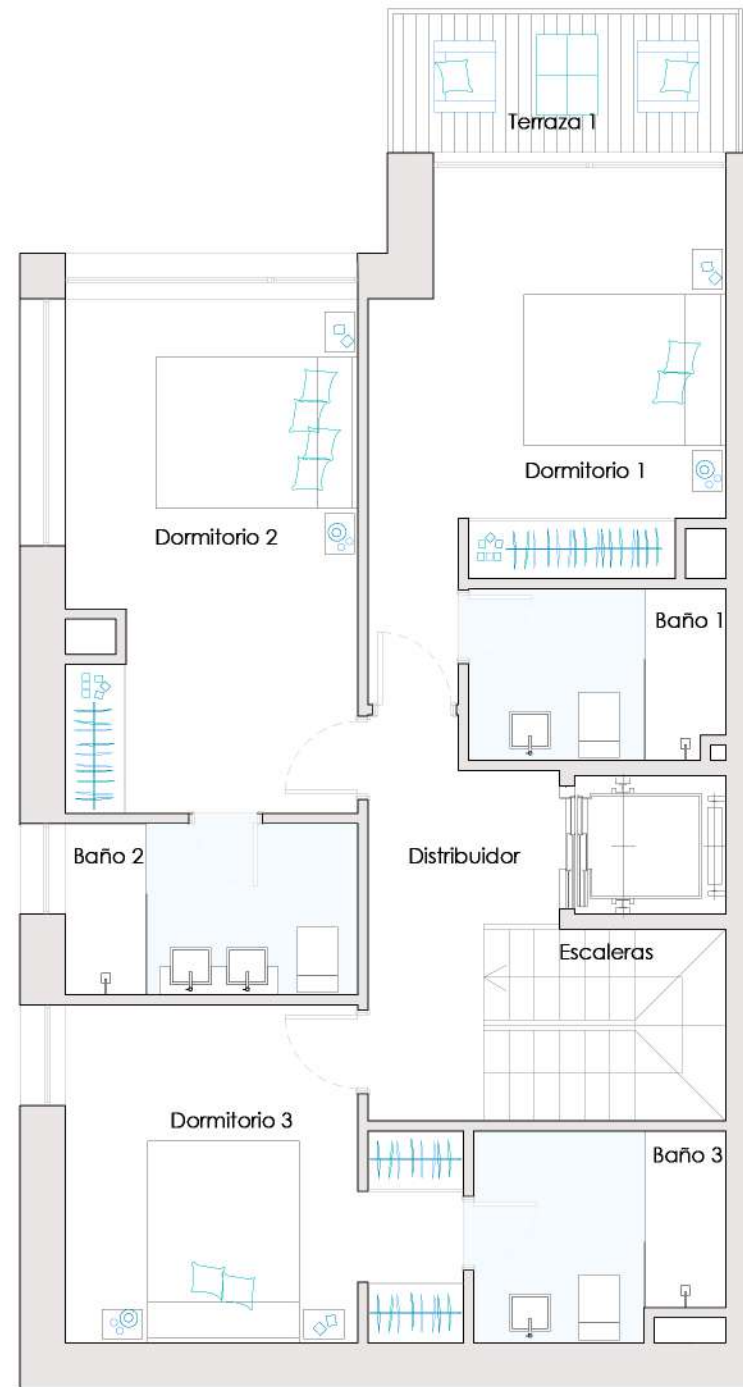 Terraza 1
Dormitorio 1
Dormitorio 2
Baño 1
Baño 2
Distribuidor
Escaleras
Dormitorio 3
Baño 3